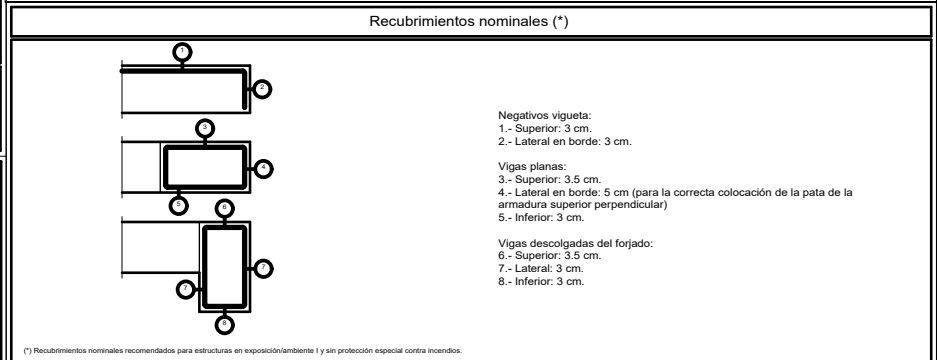 Recubrimientos nominales (*)
1
2
3
4
5
6
7
7
8
Negativos vigueta:
1.- Superior: 3 cm.
2.- Lateral en borde: 3 cm.
Vigas planas:
3.- Superior: 3.5 cm.
4.- Lateral en borde: 5 cm (para la correcta colocación de la pata de la
armadura superior perpendicular)
5.- Inferior: 3 cm.
Vigas descolgadas del forjado:
6.- Superior: 3.5 cm.
7.- Lateral: 3 cm.
8.- Inferior: 3 cm.
(*) Recubrimientos nominales recomendados para estructuras en exposición/ambiente I y sin protección especial contra incendios.